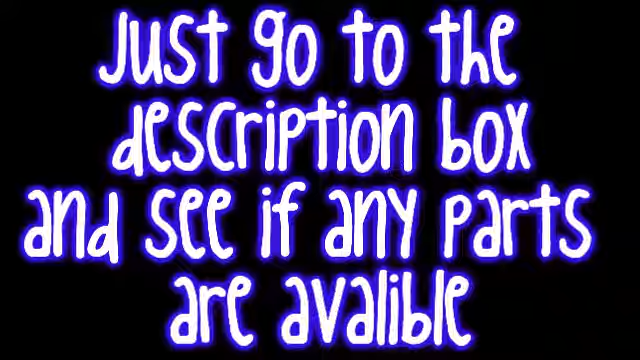 Just go to the
description box
and see if any parts
are avalible